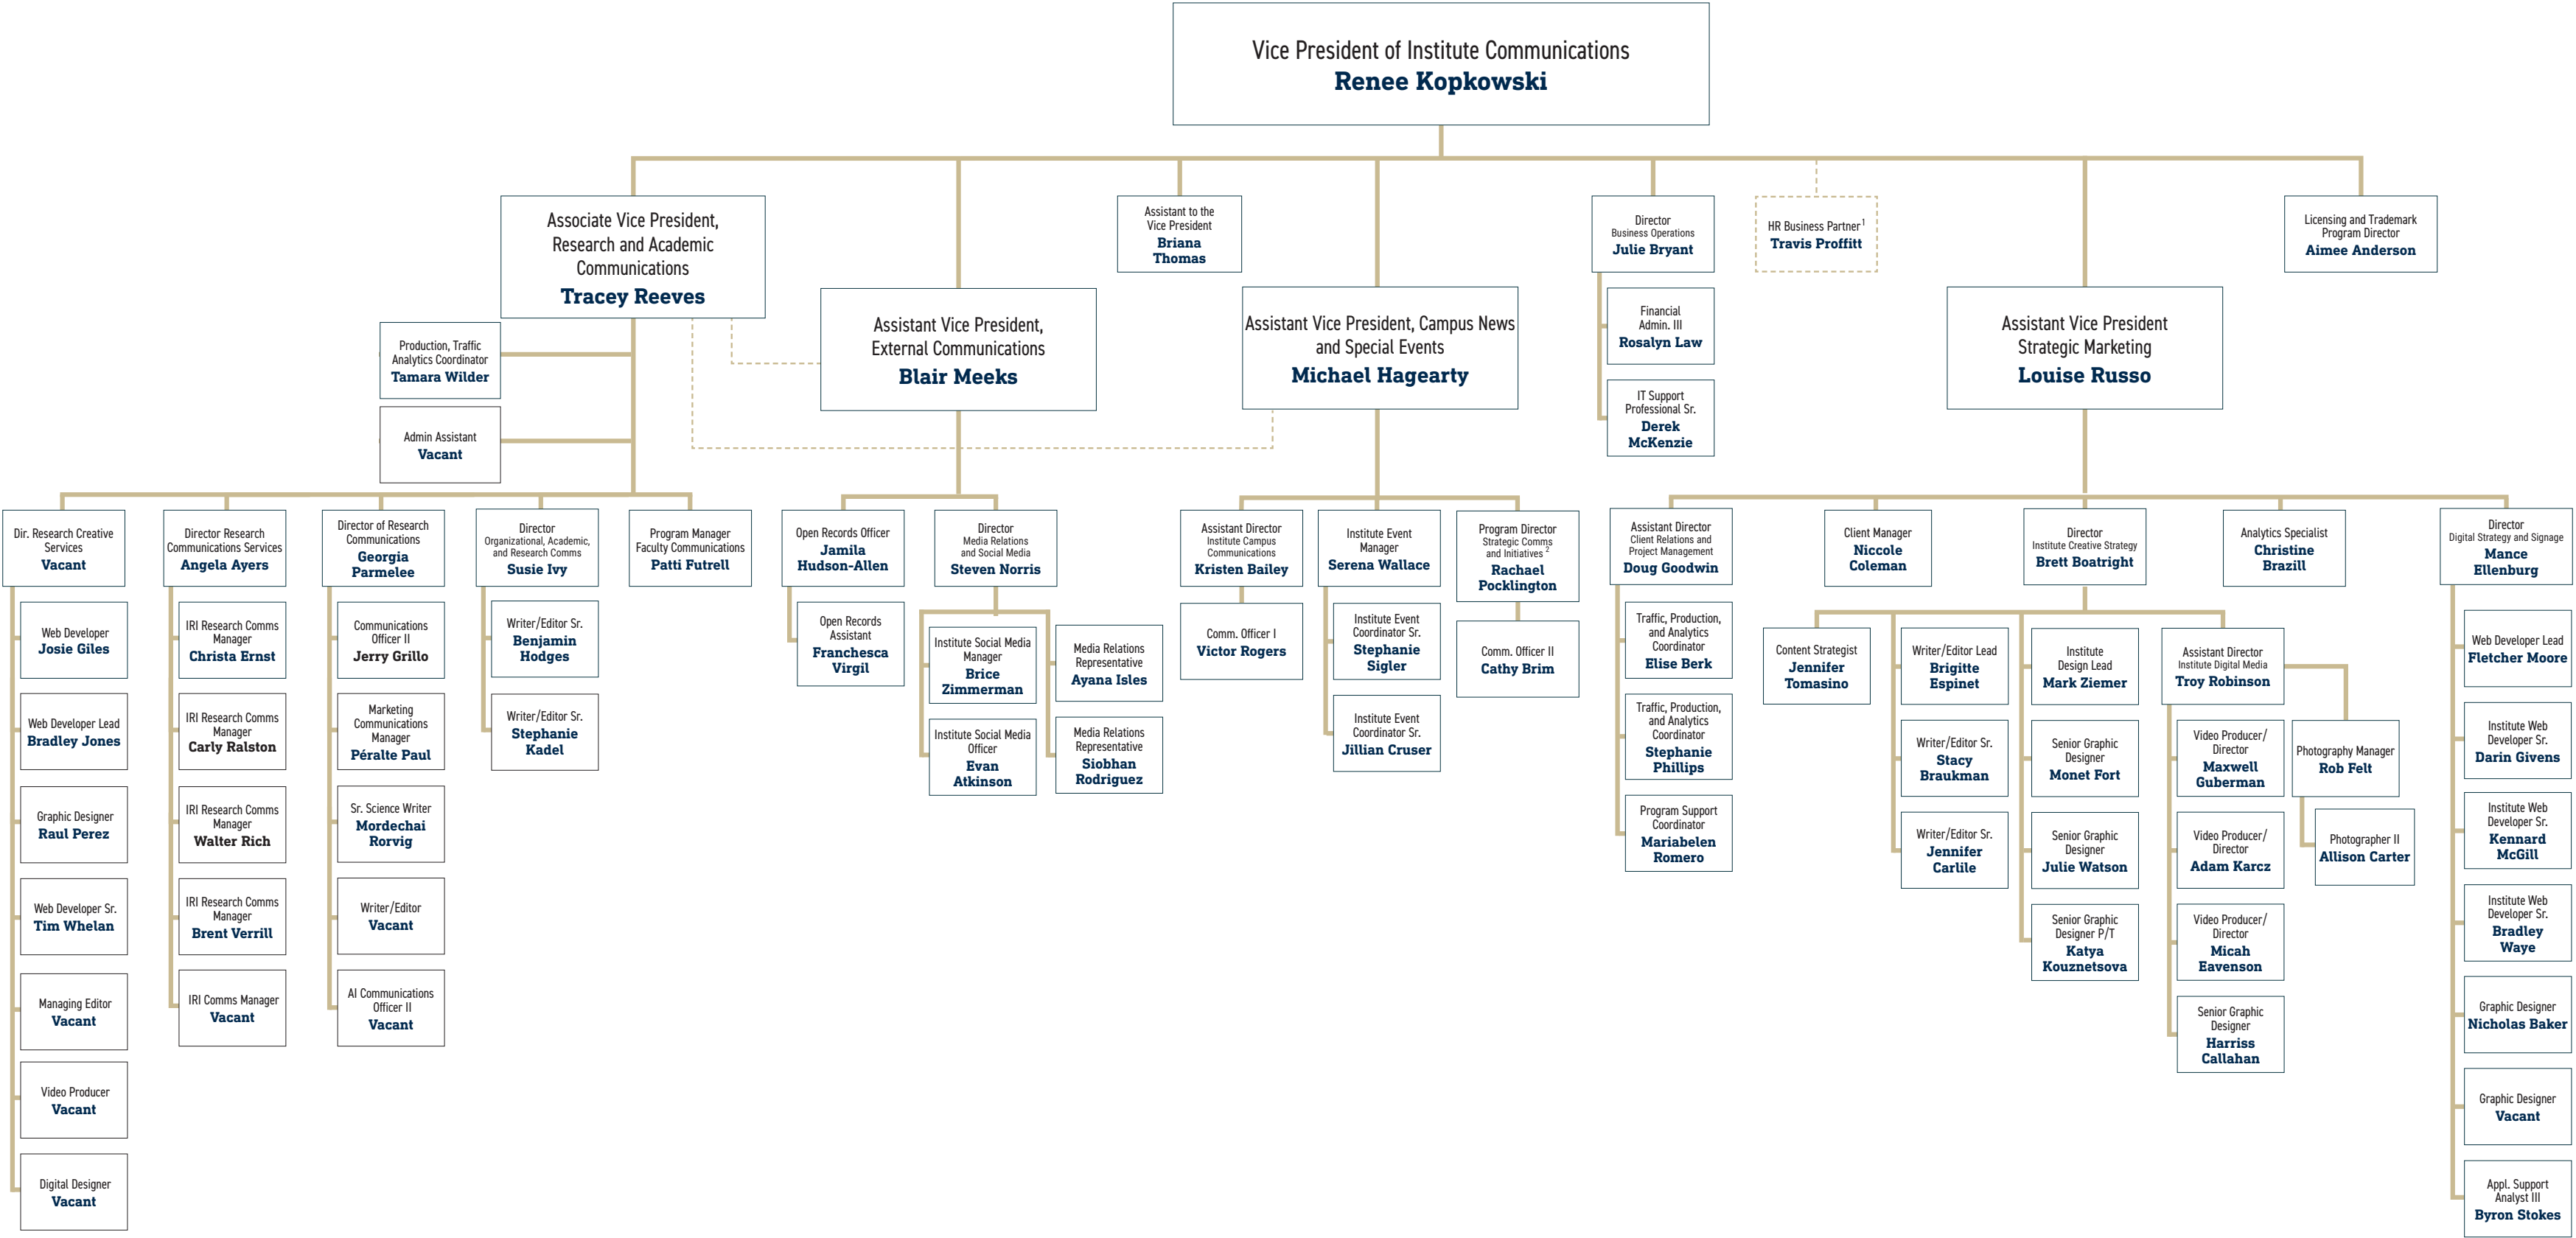 Vice President of Institute Communications
Renee Kopkowski
Associate Vice President,
Research and Academic
Communications
Tracey Reeves
Assistant to the
Vice President
Briana
Thomas
Director
Business Operations
Julie Bryant
HR Business Partner1
Travis Proffitt
Licensing and Trademark
Program Director
Aimee Anderson
Assistant Vice President,
External Communications
Blair Meeks
Assistant Vice President, Campus News
and Special Events
Michael Hagearty
Financial
Admin. III
Rosalyn Law
IT Support
Professional Sr.
Derek
McKenzie
Assistant Vice President
Strategic Marketing
Louise Russo
Production, Traffic
Analytics Coordinator
Tamara Wilder
Admin Assistant
Vacant
Dir. Research Creative
Services
Vacant
Web Developer
Josie Giles
Web Developer Lead
Bradley Jones
Graphic Designer
Raul Perez
Web Developer Sr.
Tim Whelan
Managing Editor
Vacant
Video Producer
Vacant
Digital Designer
Vacant
Director Research
Communications Services
Angela Ayers
IRI Research Comms
Manager
Christa Ernst
IRI Research Comms
Manager
Carly Ralston
IRI Research Comms
Manager
Walter Rich
IRI Research Comms
Manager
Brent Verrill
IRI Comms Manager
Vacant
Director of Research
Communications
Georgia
Parmelee
Communications
Officer II
Jerry Grillo
Marketing
Communications
Manager
Péralte Paul
Sr. Science Writer
Mordechai
Rorvig
Writer/Editor
Vacant
AI Communications
Officer II
Vacant
Director
Organizational, Academic,
and Research Comms
Susie Ivy
Writer/Editor Sr.
Benjamin
Hodges
Writer/Editor Sr.
Stephanie
Kadel
Program Manager
Faculty Communications
Patti Futrell
Open Records Officer
Jamila
Hudson-Allen
Open Records
Assistant
Franchesca
Virgil
Director
Media Relations
and Social Media
Steven Norris
Institute Social Media
Manager
Brice
Zimmerman
Institute Social Media
Officer
Evan
Atkinson
Media Relations
Representative
Ayana Isles
Media Relations
Representative
Siobhan
Rodriguez
Assistant Director
Institute Campus
Communications
Kristen Bailey
Comm. Officer I
Victor Rogers
Institute Event
Manager
Serena Wallace
Institute Event
Coordinator Sr.
Stephanie
Sigler
Institute Event
Coordinator Sr.
Jillian Cruser
Program Director
Strategic Comms
and Initiatives 2
Rachael
Pocklington
Comm. Officer II
Cathy Brim
Assistant Director
Client Relations and
Project Management
Doug Goodwin
Traffic, Production,
and Analytics
Coordinator
Elise Berk
Traffic, Production,
and Analytics
Coordinator
Stephanie
Phillips
Program Support
Coordinator
Mariabelen
Romero
Client Manager
Niccole
Coleman
Director
Institute Creative Strategy
Brett Boatright
Content Strategist
Jennifer
Tomasino
Writer/Editor Lead
Brigitte
Espinet
Writer/Editor Sr.
Stacy
Braukman
Writer/Editor Sr.
Jennifer
Carlile
Institute
Design Lead
Mark Ziemer
Senior Graphic
Designer
Monet Fort
Senior Graphic
Designer
Julie Watson
Senior Graphic
Designer P/T
Katya
Kouznetsova
Assistant Director
Institute Digital Media
Troy Robinson
Video Producer/
Director
Maxwell
Guberman
Video Producer/
Director
Adam Karcz
Video Producer/
Director
Micah
Eavenson
Senior Graphic
Designer
Harriss
Callahan
Photography Manager
Rob Felt
Photographer II
Allison Carter
Analytics Specialist
Christine
Brazill
Director
Digital Strategy and Signage
Mance
Ellenburg
Web Developer Lead
Fletcher Moore
Institute Web
Developer Sr.
Darin Givens
Institute Web
Developer Sr.
Kennard
McGill
Institute Web
Developer Sr.
Bradley
Waye
Graphic Designer
Nicholas Baker
Graphic Designer
Vacant
Appl. Support
Analyst III
Byron Stokes